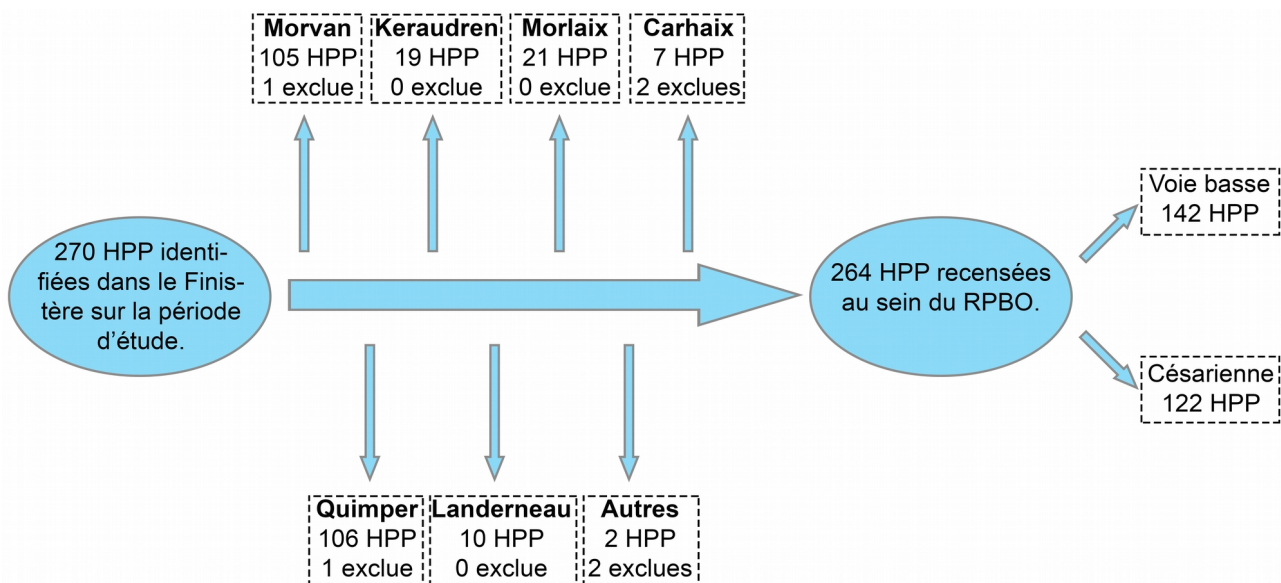 Morvan
105 HPP
1 exclue
Keraudren
19 HPP
0 exclue
Morlaix
21 HPP
0 exclue
Carhaix
7 HPP
2 exclues
270 HPP identi-
fiées dans le Finis-
tère sur la période
d'étude.
264 HPP recensées
au sein du RPBO.
Voie basse
142 HPP
Césarienne
122 HPP
Quimper
106 HPP
1 exclue
Landerneau
10 HPP
0 exclue
Autres
2 HPP
2 exclues